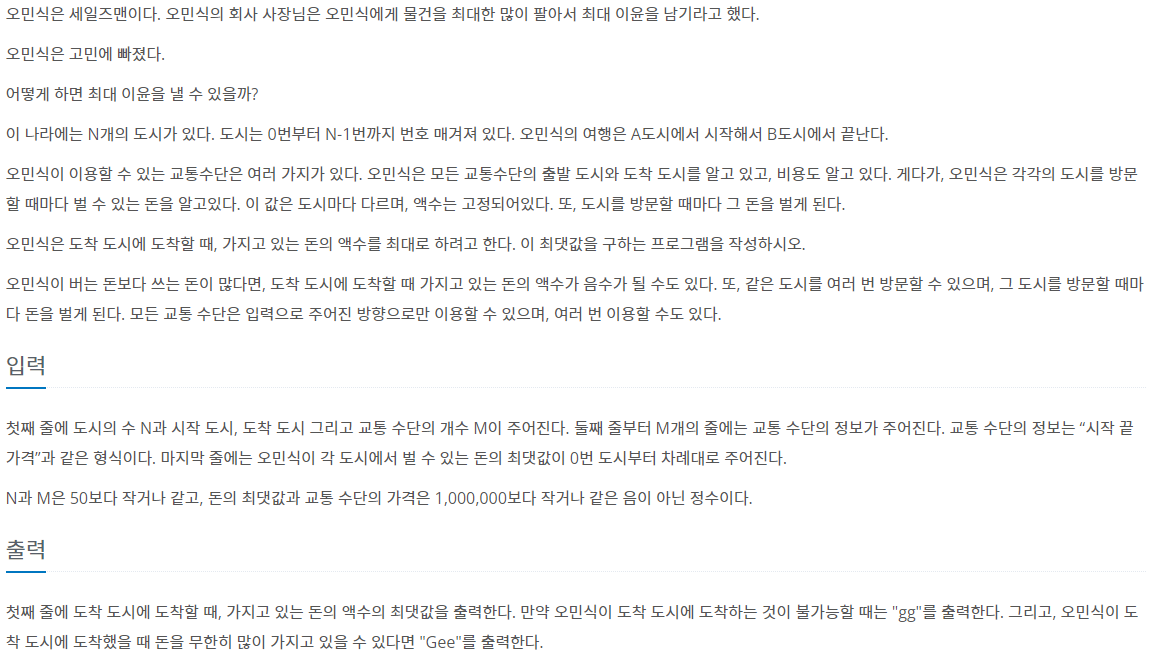 오민식은 세일즈맨이다. 오민식의 회사 사장님은 오민식에게 물건을 최대한 많이 팔아서 최대 이윤을 남기라고 했다.
오민식은 고민에 빠졌다.
어떻게 하면 최대 이윤을 낼 수 있을까?
이 나라에는 N개의 도시가 있다. 도시는 0번부터 N-1번까지 번호 매겨져 있다. 오민식의 여행은 A도시에서 시작해서 B도시에서 끝난다.
오민식이 이용할 수 있는 교통수단은 여러 가지가 있다. 오민식은 모든 교통수단의 출발 도시와 도착 도시를 알고 있고, 비용도 알고 있다. 게다가, 오민식은 각각의 도시를 방문
할 때마다 벌 수 있는 돈을 알고있다. 이 값은 도시마다 다르며, 액수는 고정되어있다. 또, 도시를 방문할 때마다 그 돈을 벌게 된다.
오민식은 도착 도시에 도착할 때, 가지고 있는 돈의 액수를 최대로 하려고 한다. 이 최댓값을 구하는 프로그램을 작성하시오.
오민식이 버는 돈보다 쓰는 돈이 많다면, 도착 도시에 도착할 때 가지고 있는 돈의 액수가 음수가 될 수도 있다. 또, 같은 도시를 여러 번 방문할 수 있으며, 그 도시를 방문할 때마
다 돈을 벌게 된다. 모든 교통 수단은 입력으로 주어진 방향으로만 이용할 수 있으며, 여러 번 이용할 수도 있다.
입력
첫째 줄에 도시의 수 N과 시작 도시, 도착 도시 그리고 교통 수단의 개수 M이 주어진다. 둘째 줄부터 M개의 줄에는 교통 수단의 정보가 주어진다. 교통 수단의 정보는 “시작 끝
가격”과 같은 형식이다. 마지막 줄에는 오민식이 각 도시에서 벌 수 있는 돈의 최댓값이 0번 도시부터 차례대로 주어진다.
N과 M은 50보다 작거나 같고, 돈의 최댓값과 교통 수단의 가격은 1,000,000보다 작거나 같은 음이 아닌 정수이다.
출력
첫째 줄에 도착 도시에 도착할 때, 가지고 있는 돈의 액수의 최댓값을 출력한다. 만약 오민식이 도착 도시에 도착하는 것이 불가능할 때는 "gg"를 출력한다. 그리고, 오민식이 도
착 도시에 도착했을 때 돈을 무한히 많이 가지고 있을 수 있다면 "Gee"를 출력한다.